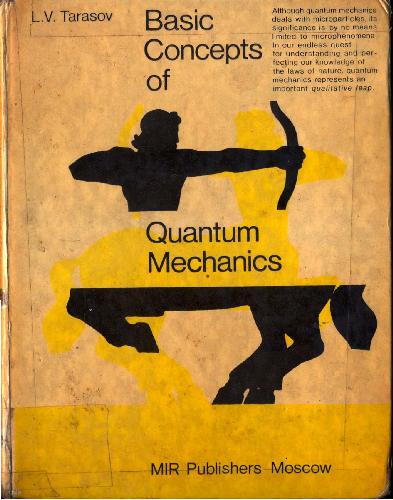 L.V. Tarasov
Basic
Concepts
of
Although quantum mechanics
deals with microparticles, its
significance is by no means
limited to microphenomena.
In our endless quest
for understanding and per-
fecting our knowledge of
the laws of nature, quantum
mechanics represents an
important qualitative leap.
Quantum
Mechanics
MIR Publishers Moscow